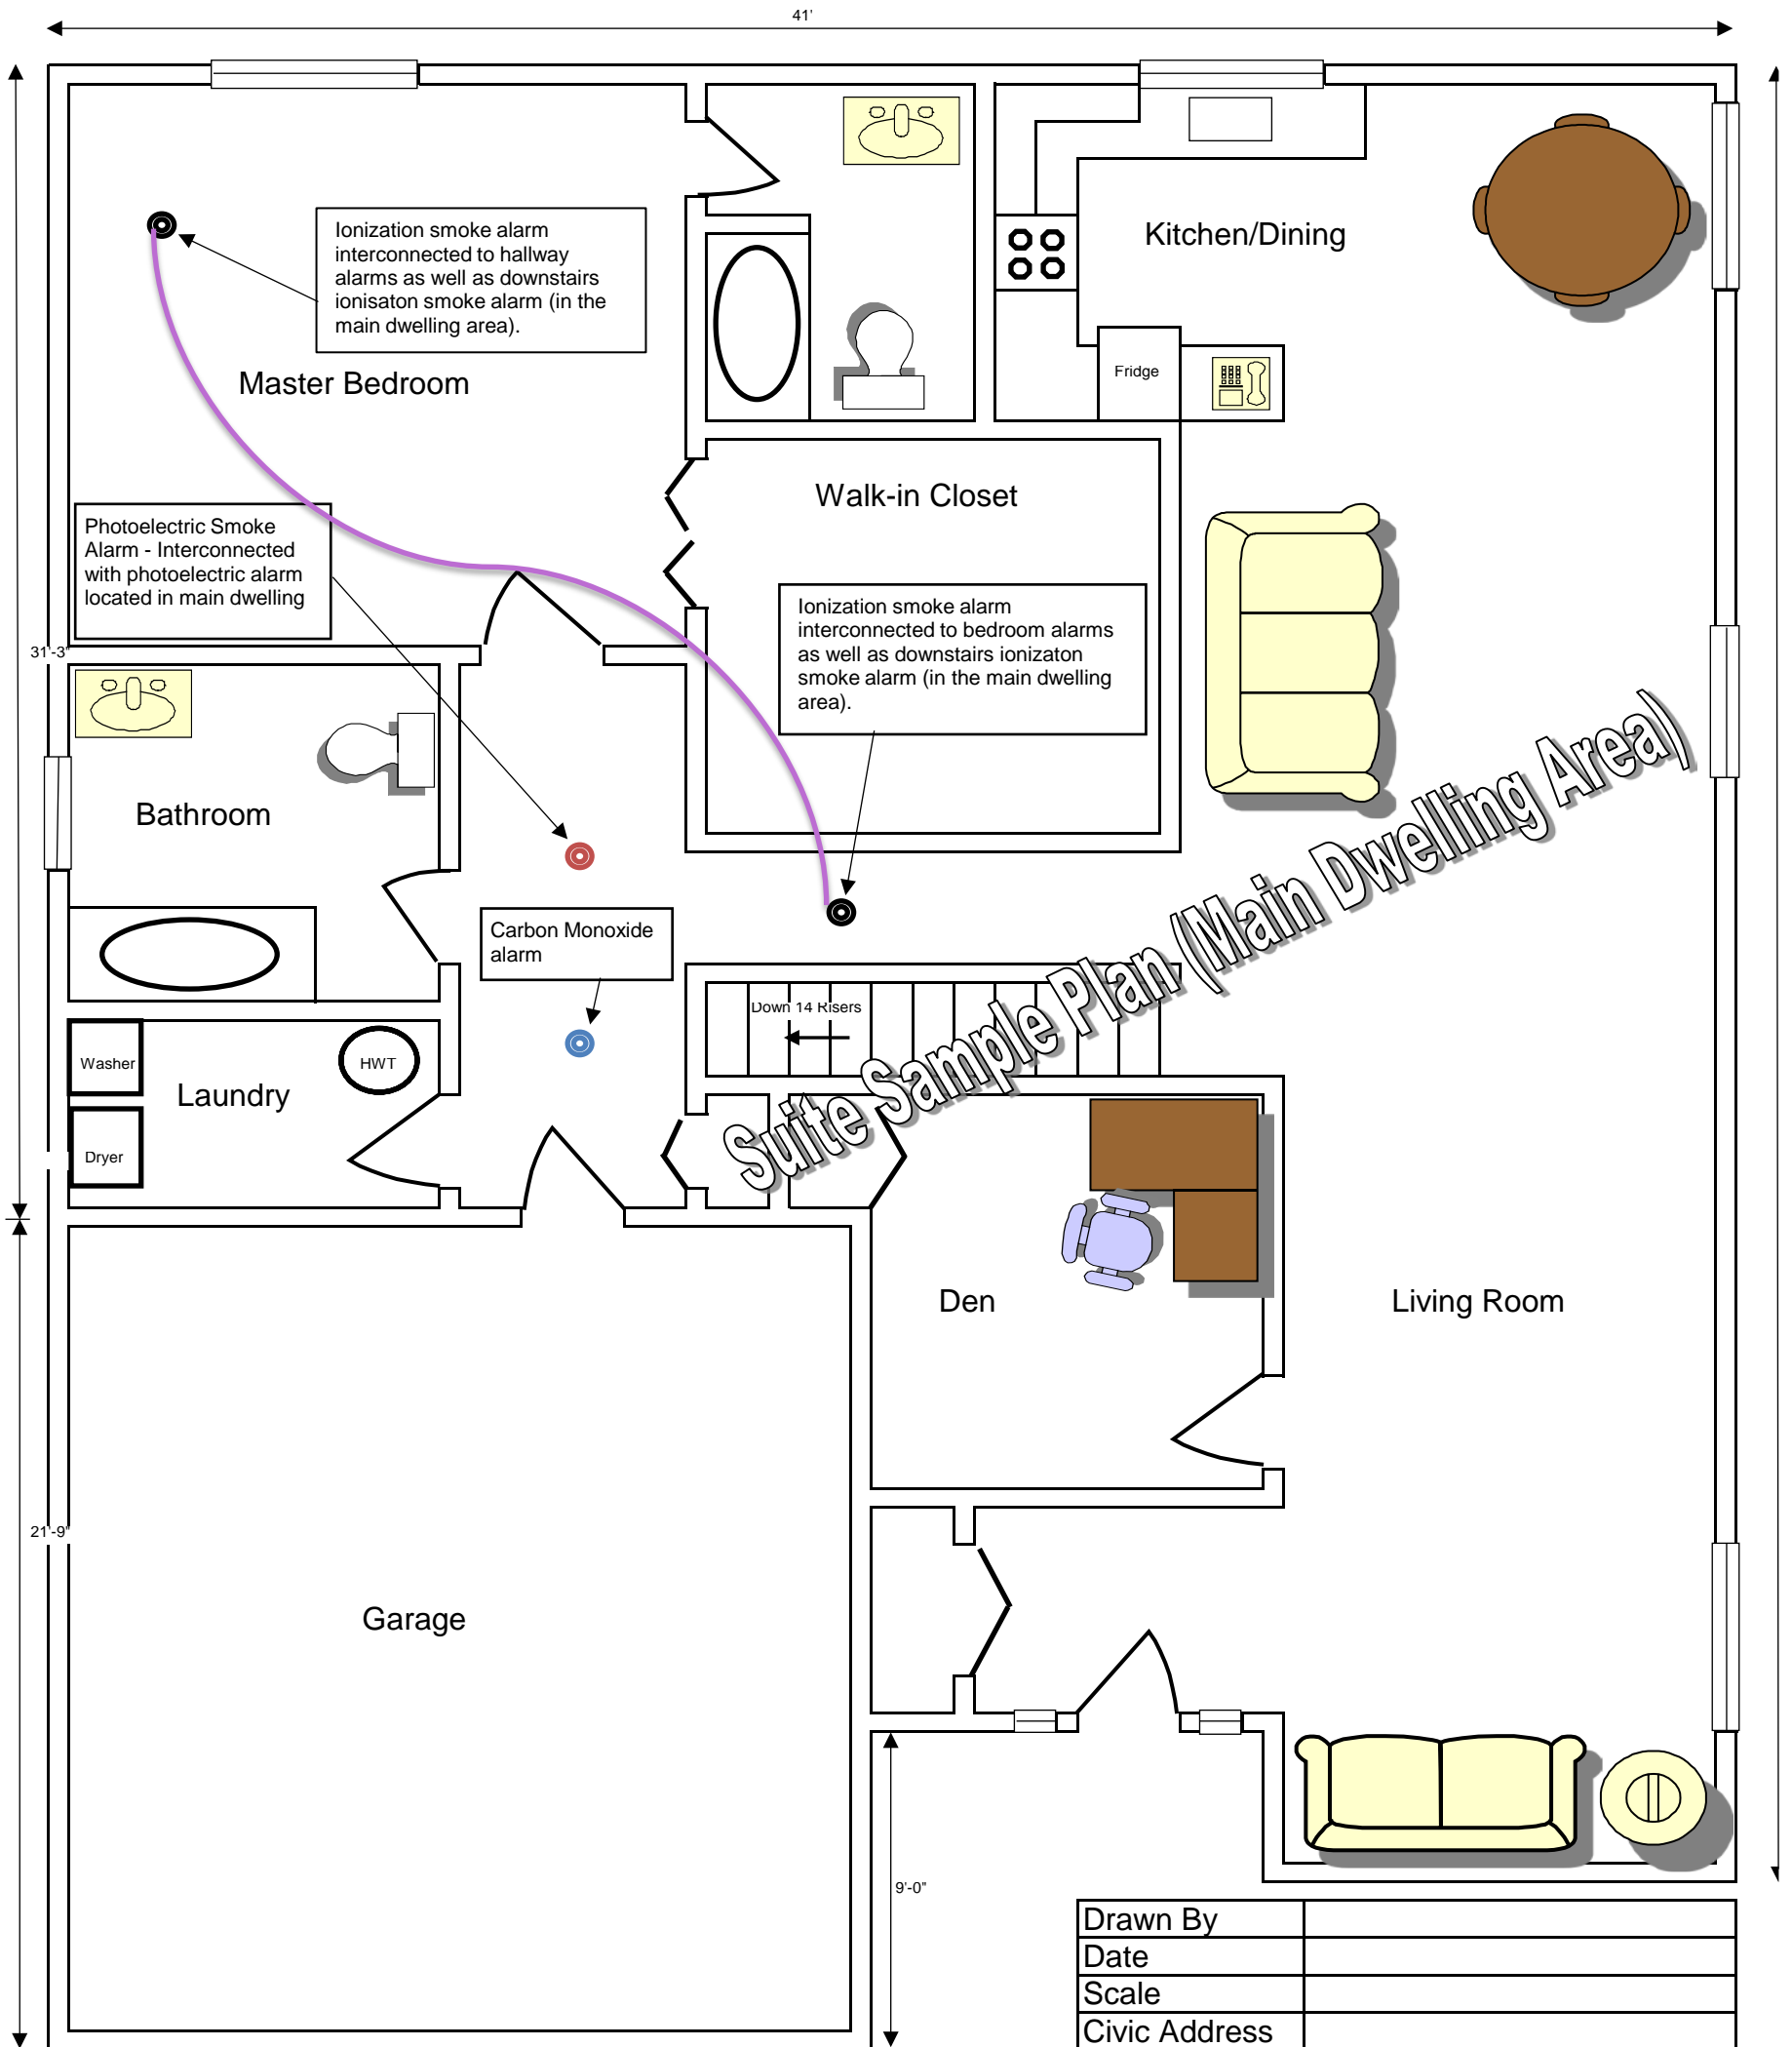 41'
Ionization smoke alarm
interconnected to hallway
alarms as well as downstairs
ionisaton smoke alarm (in the
main dwelling area).
Kitchen/Dining
Fridge
Master Bedroom
Walk-in Closet
Photoelectric Smoke
Alarm - Interconnected
with photoelectric alarm
located in main dwelling
Ionization smoke alarm
interconnected to bedroom alarms
as well as downstairs ionizaton
smoke alarm (in the main dwelling
area).
31'-3"
Bathroom
Carbon Monoxide
alarm
Suite Sample Plan (Main Dwelling Area)
Down 14 Risers
Washer
HWT
Laundry
Dryer
Den
Living Room
21'-9"
Garage
9'-0"
Drawn By
Date
Scale
Civic Address